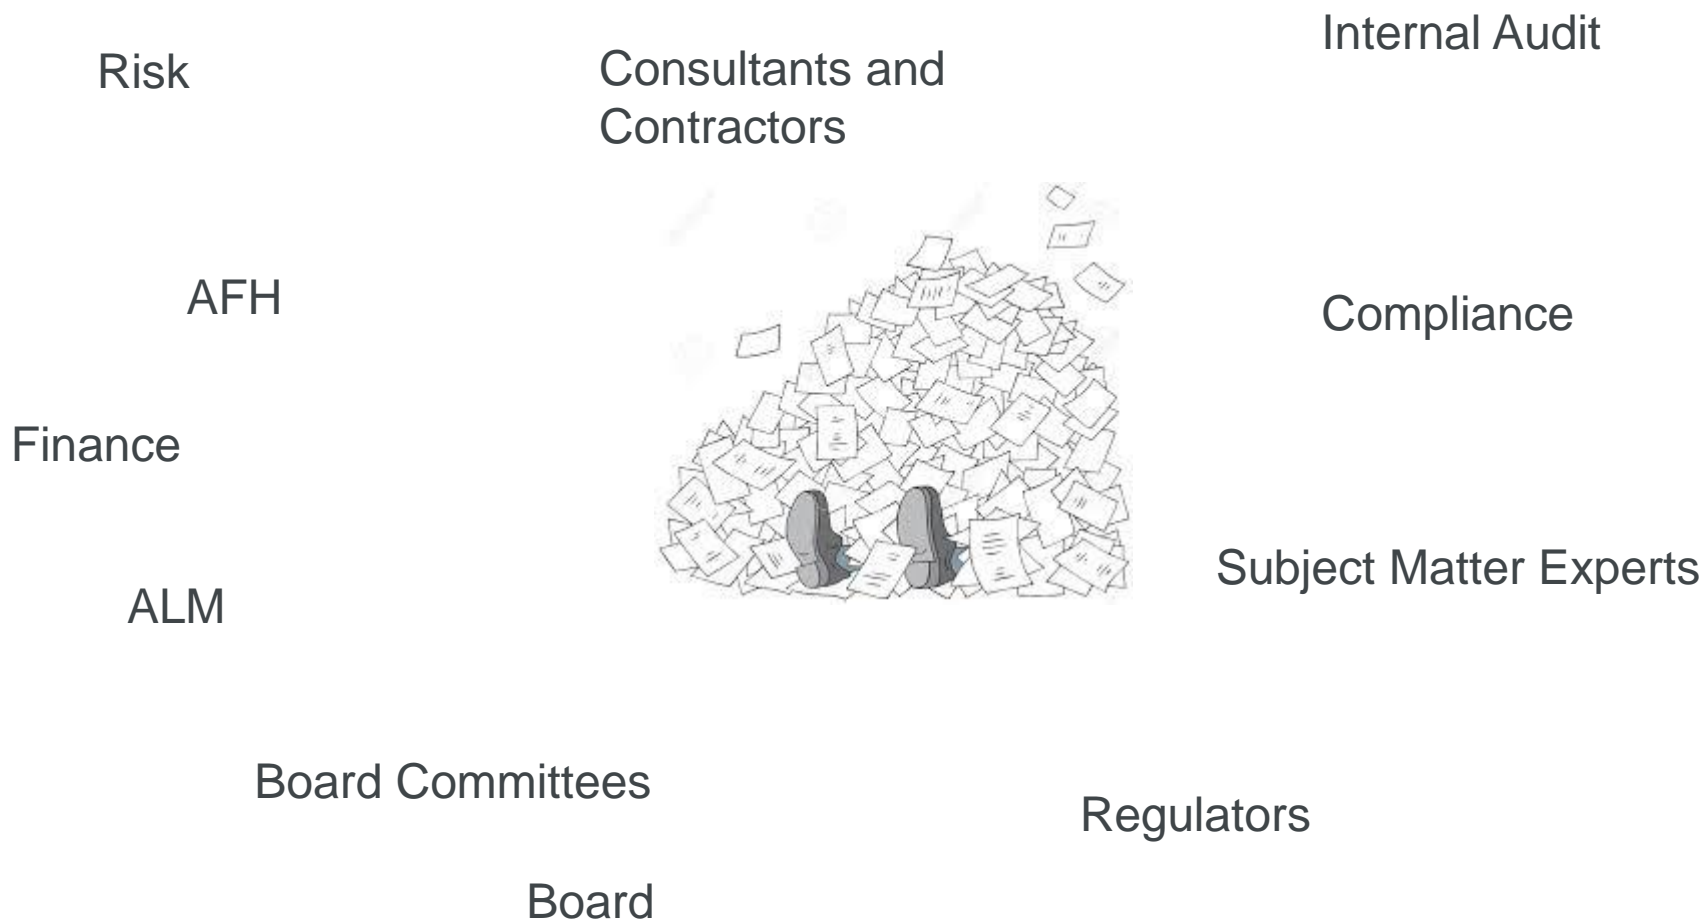 Internal Audit
Risk
Consultants and
Contractors
AFH
Compliance
Finance
Subject Matter Experts
ALM
Board Committees
Regulators
Board